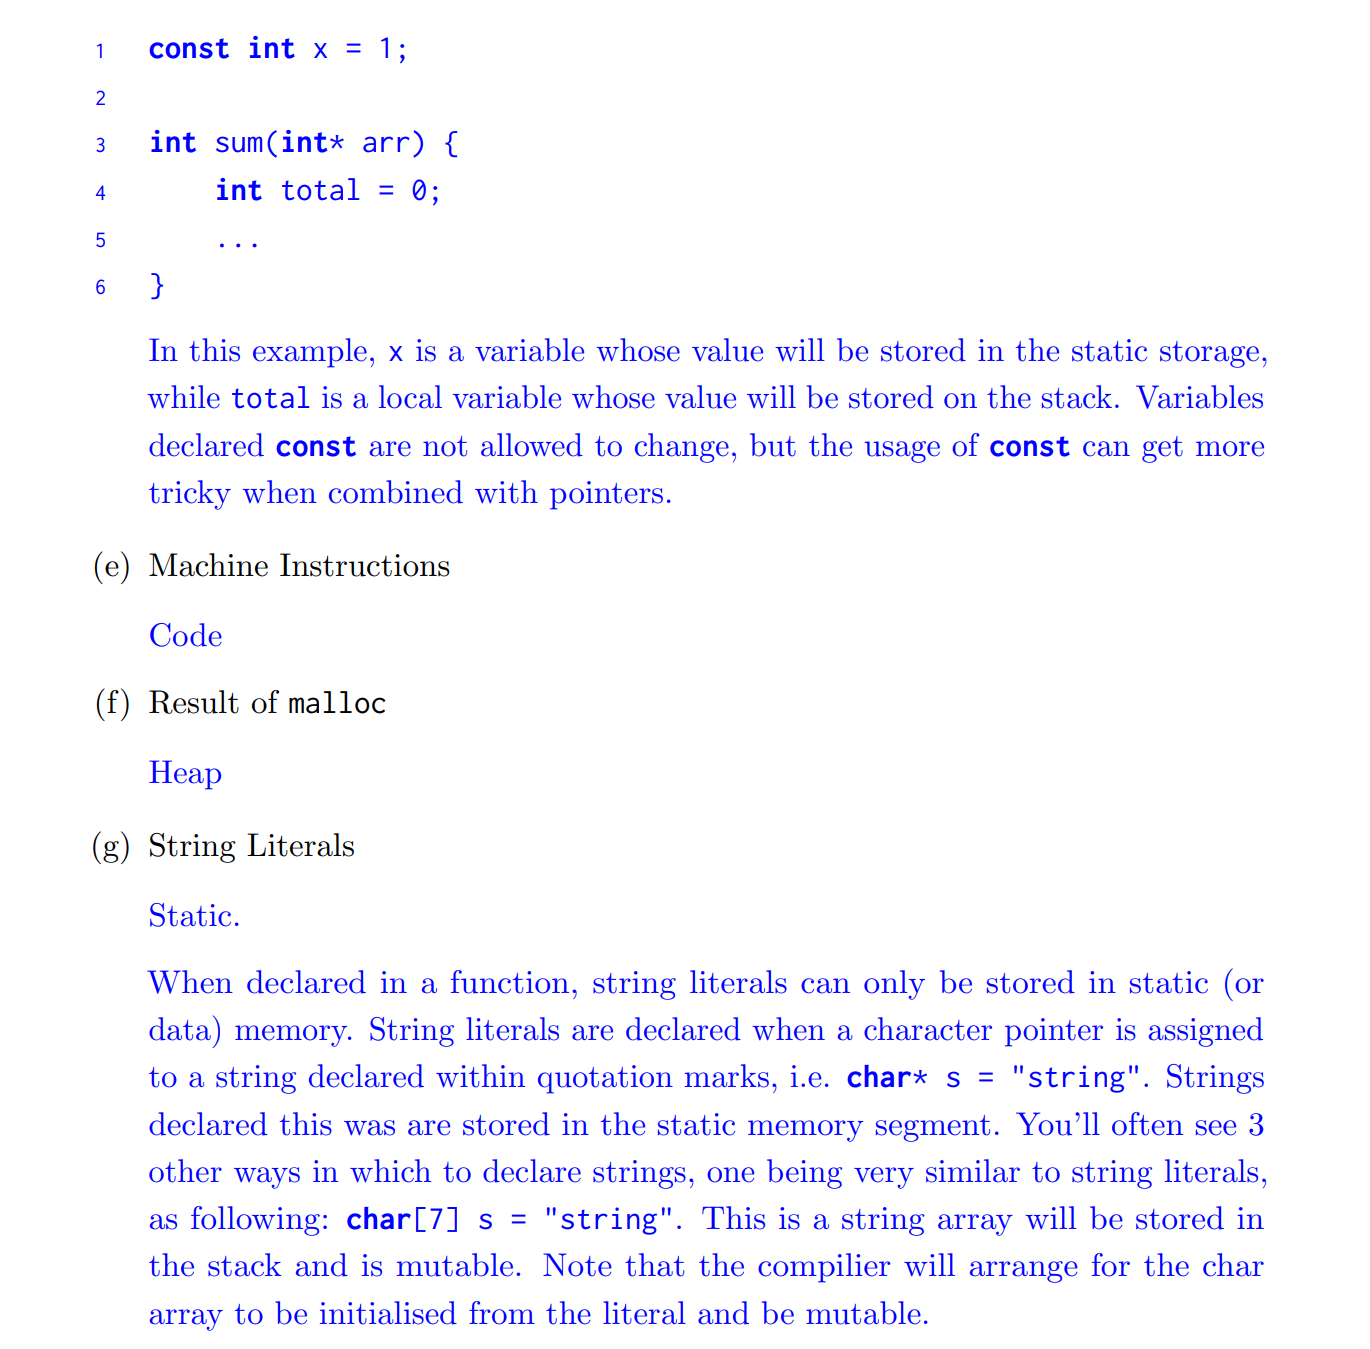 1 const int x = 1;
2
3 int sum(int* arr) {
4     int total = 0;
5     ...
6 }
In this example, x is a variable whose value will be stored in the static storage,
while total is a local variable whose value will be stored on the stack. Variables
declared const are not allowed to change, but the usage of const can get more
tricky when combined with pointers.
(e) Machine Instructions
Code
(f) Result of malloc
Heap
(g) String Literals
Static.
When declared in a function, string literals can only be stored in static (or
data) memory. String literals are declared when a character pointer is assigned
to a string declared within quotation marks, i.e. char* s = "string". Strings
declared this was are stored in the static memory segment. You'll often see 3
other ways in which to declare strings, one being very similar to string literals,
as following: char[7] s = "string". This is a string array will be stored in
the stack and is mutable. Note that the compilier will arrange for the char
array to be initialised from the literal and be mutable.